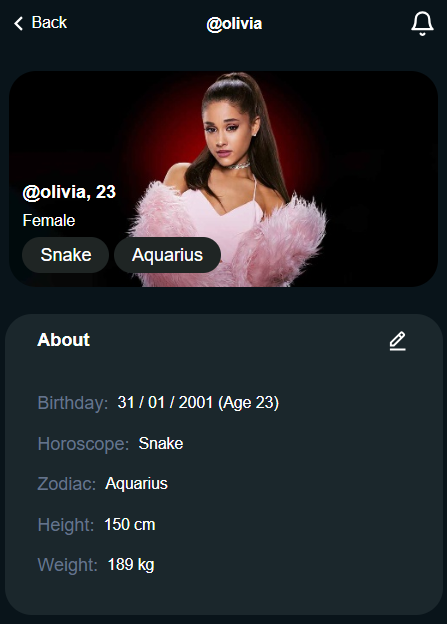 Back
@olivia
@olivia, 23
Female
Snake Aquarius
About
Birthday: 31 / 01 / 2001 (Age 23)
Horoscope: Snake
Zodiac: Aquarius
Height: 150 cm
Weight: 189 kg